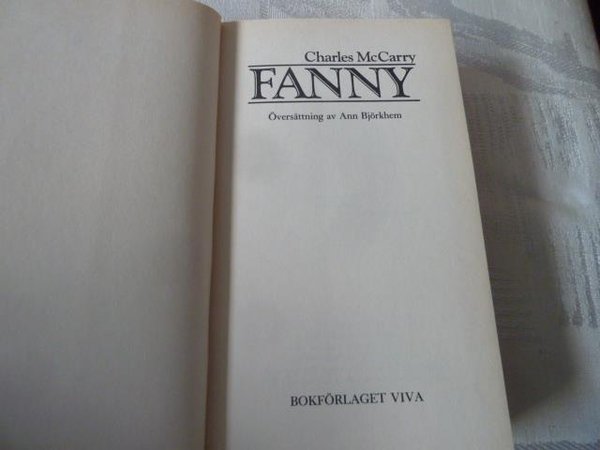 Charles McCarry
FANNY
Översättning av Ann Björkhem
BOKFÖRLAGET VIVA